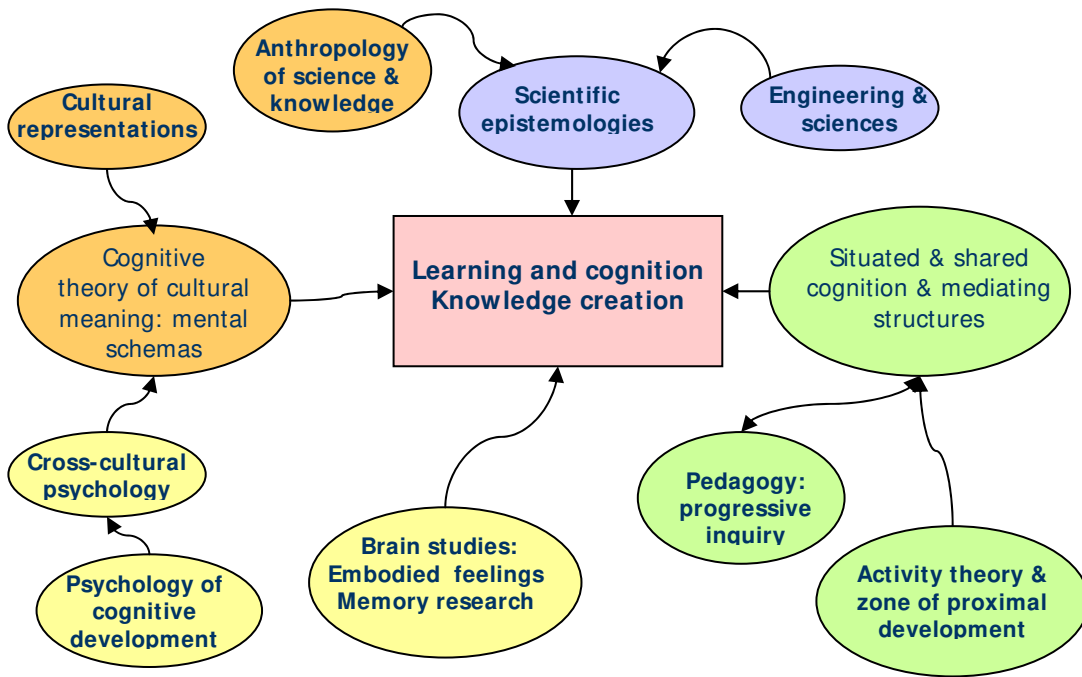 Anthropology
of science &
knowledge
Scientific
epistemologies
Engineering &
sciences
Cultural
representations
Cognitive
theory of cultural
meaning: mental
schemas
Learning and cognition
Knowledge creation
Situated & shared
cognition & mediating
structures
Cross-cultural
psychology
Psychology of
cognitive
development
Brain studies:
Embodied feelings
Memory research
Pedagogy:
progressive
inquiry
Activity theory &
zone of proximal
development